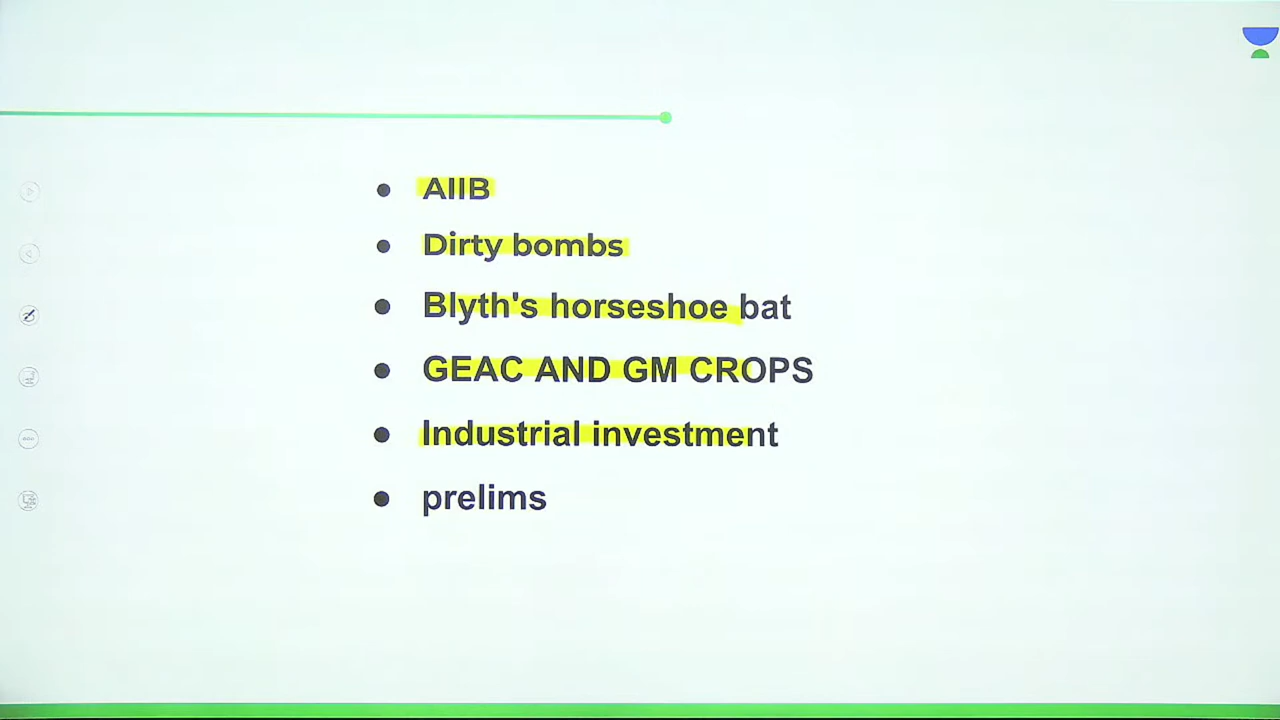 AIIB
Dirty bombs
Blyth's horseshoe bat
GEAC AND GM CROPS
Industrial investment
prelims